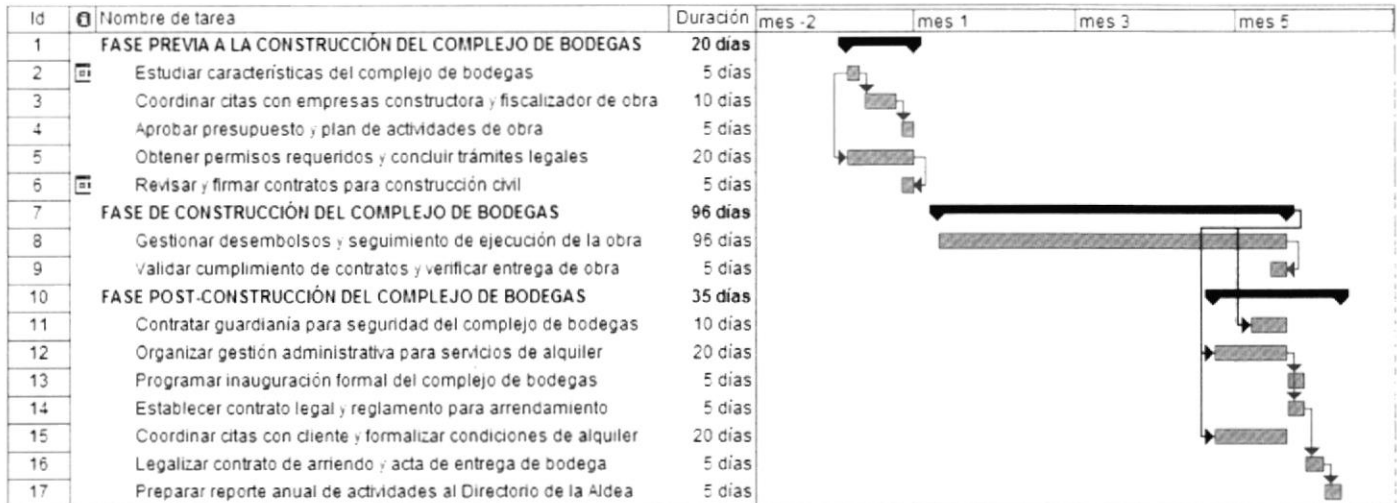 Id Nombre de tarea Duración mes -2 mes 1 mes 3 mes 5
1 FASE PREVIA A LA CONSTRUCCIÓN DEL COMPLEJO DE BODEGAS 20 días
2 Estudiar características del complejo de bodegas 5 días
3 Coordinar citas con empresas constructora y fiscalizador de obra 10 días
4 Aprobar presupuesto y plan de actividades de obra 5 días
5 Obtener permisos requeridos y concluir trámites legales 20 días
6 Revisar y firmar contratos para construcción civil 5 días
7 FASE DE CONSTRUCCIÓN DEL COMPLEJO DE BODEGAS 96 días
8 Gestionar desembolsos y seguimiento de ejecución de la obra 96 días
9 Validar cumplimiento de contratos y verificar entrega de obra 5 días
10 FASE POST-CONSTRUCCIÓN DEL COMPLEJO DE BODEGAS 35 días
11 Contratar guardianía para seguridad del complejo de bodegas 10 días
12 Organizar gestión administrativa para servicios de alquiler 20 días
13 Programar inauguración formal del complejo de bodegas 5 días
14 Establecer contrato legal y reglamento para arrendamiento 5 días
15 Coordinar citas con cliente y formalizar condiciones de alquiler 20 días
16 Legalizar contrato de arriendo y acta de entrega de bodega 5 días
17 Preparar reporte anual de actividades al Directorio de la Aldea 5 días